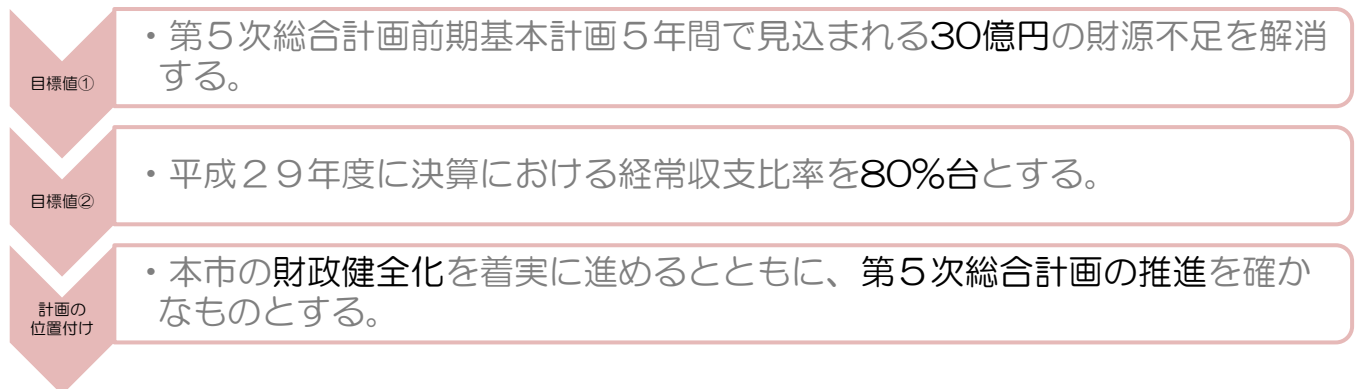 目標値①
・第５次総合計画前期基本計画５年間で見込まれる30億円の財源不足を解消
する。
目標値②
・平成２９年度に決算における経常収支比率を80%台とする。
計画の
位置付け
・本市の財政健全化を着実に進めるとともに、第５次総合計画の推進を確か
なものとする。